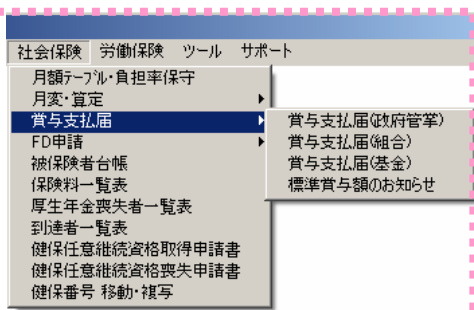 社会保険 労働保険 ツール サポート
月額テーブル・負担率保守
月変・算定
賞与支払届
FD申請
被保険者台帳
保険料一覧表
厚生年金喪失者一覧表
到達者一覧表
健保任意継続資格取得申請書
健保任意継続資格喪失申請書
健保番号 移動・複写
賞与支払届(政府管掌)
賞与支払届(組合)
賞与支払届(基金)
標準賞与額のお知らせ